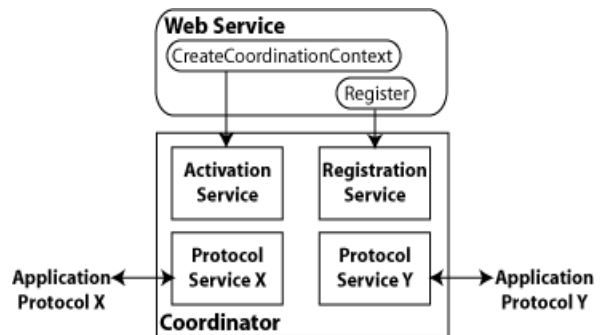 Web Service
CreateCoordinationContext
Register
Activation
Service
Registration
Service
Protocol
Service X
Protocol
Service Y
Application
Protocol X
Application
Protocol Y
Coordinator